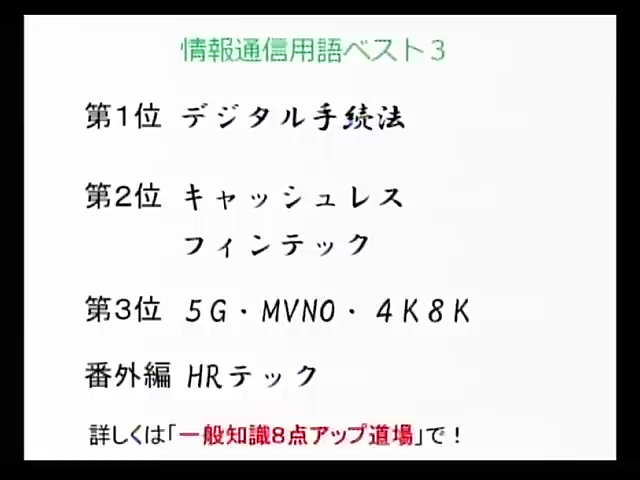 情報通信用語ベスト３
第１位 デジタル手続法
第２位 キャッシュレス
フィンテック
第３位 ５G・MVNO・４K８K
番外編 HRテック
詳しくは「一般知識８点アップ道場」で！